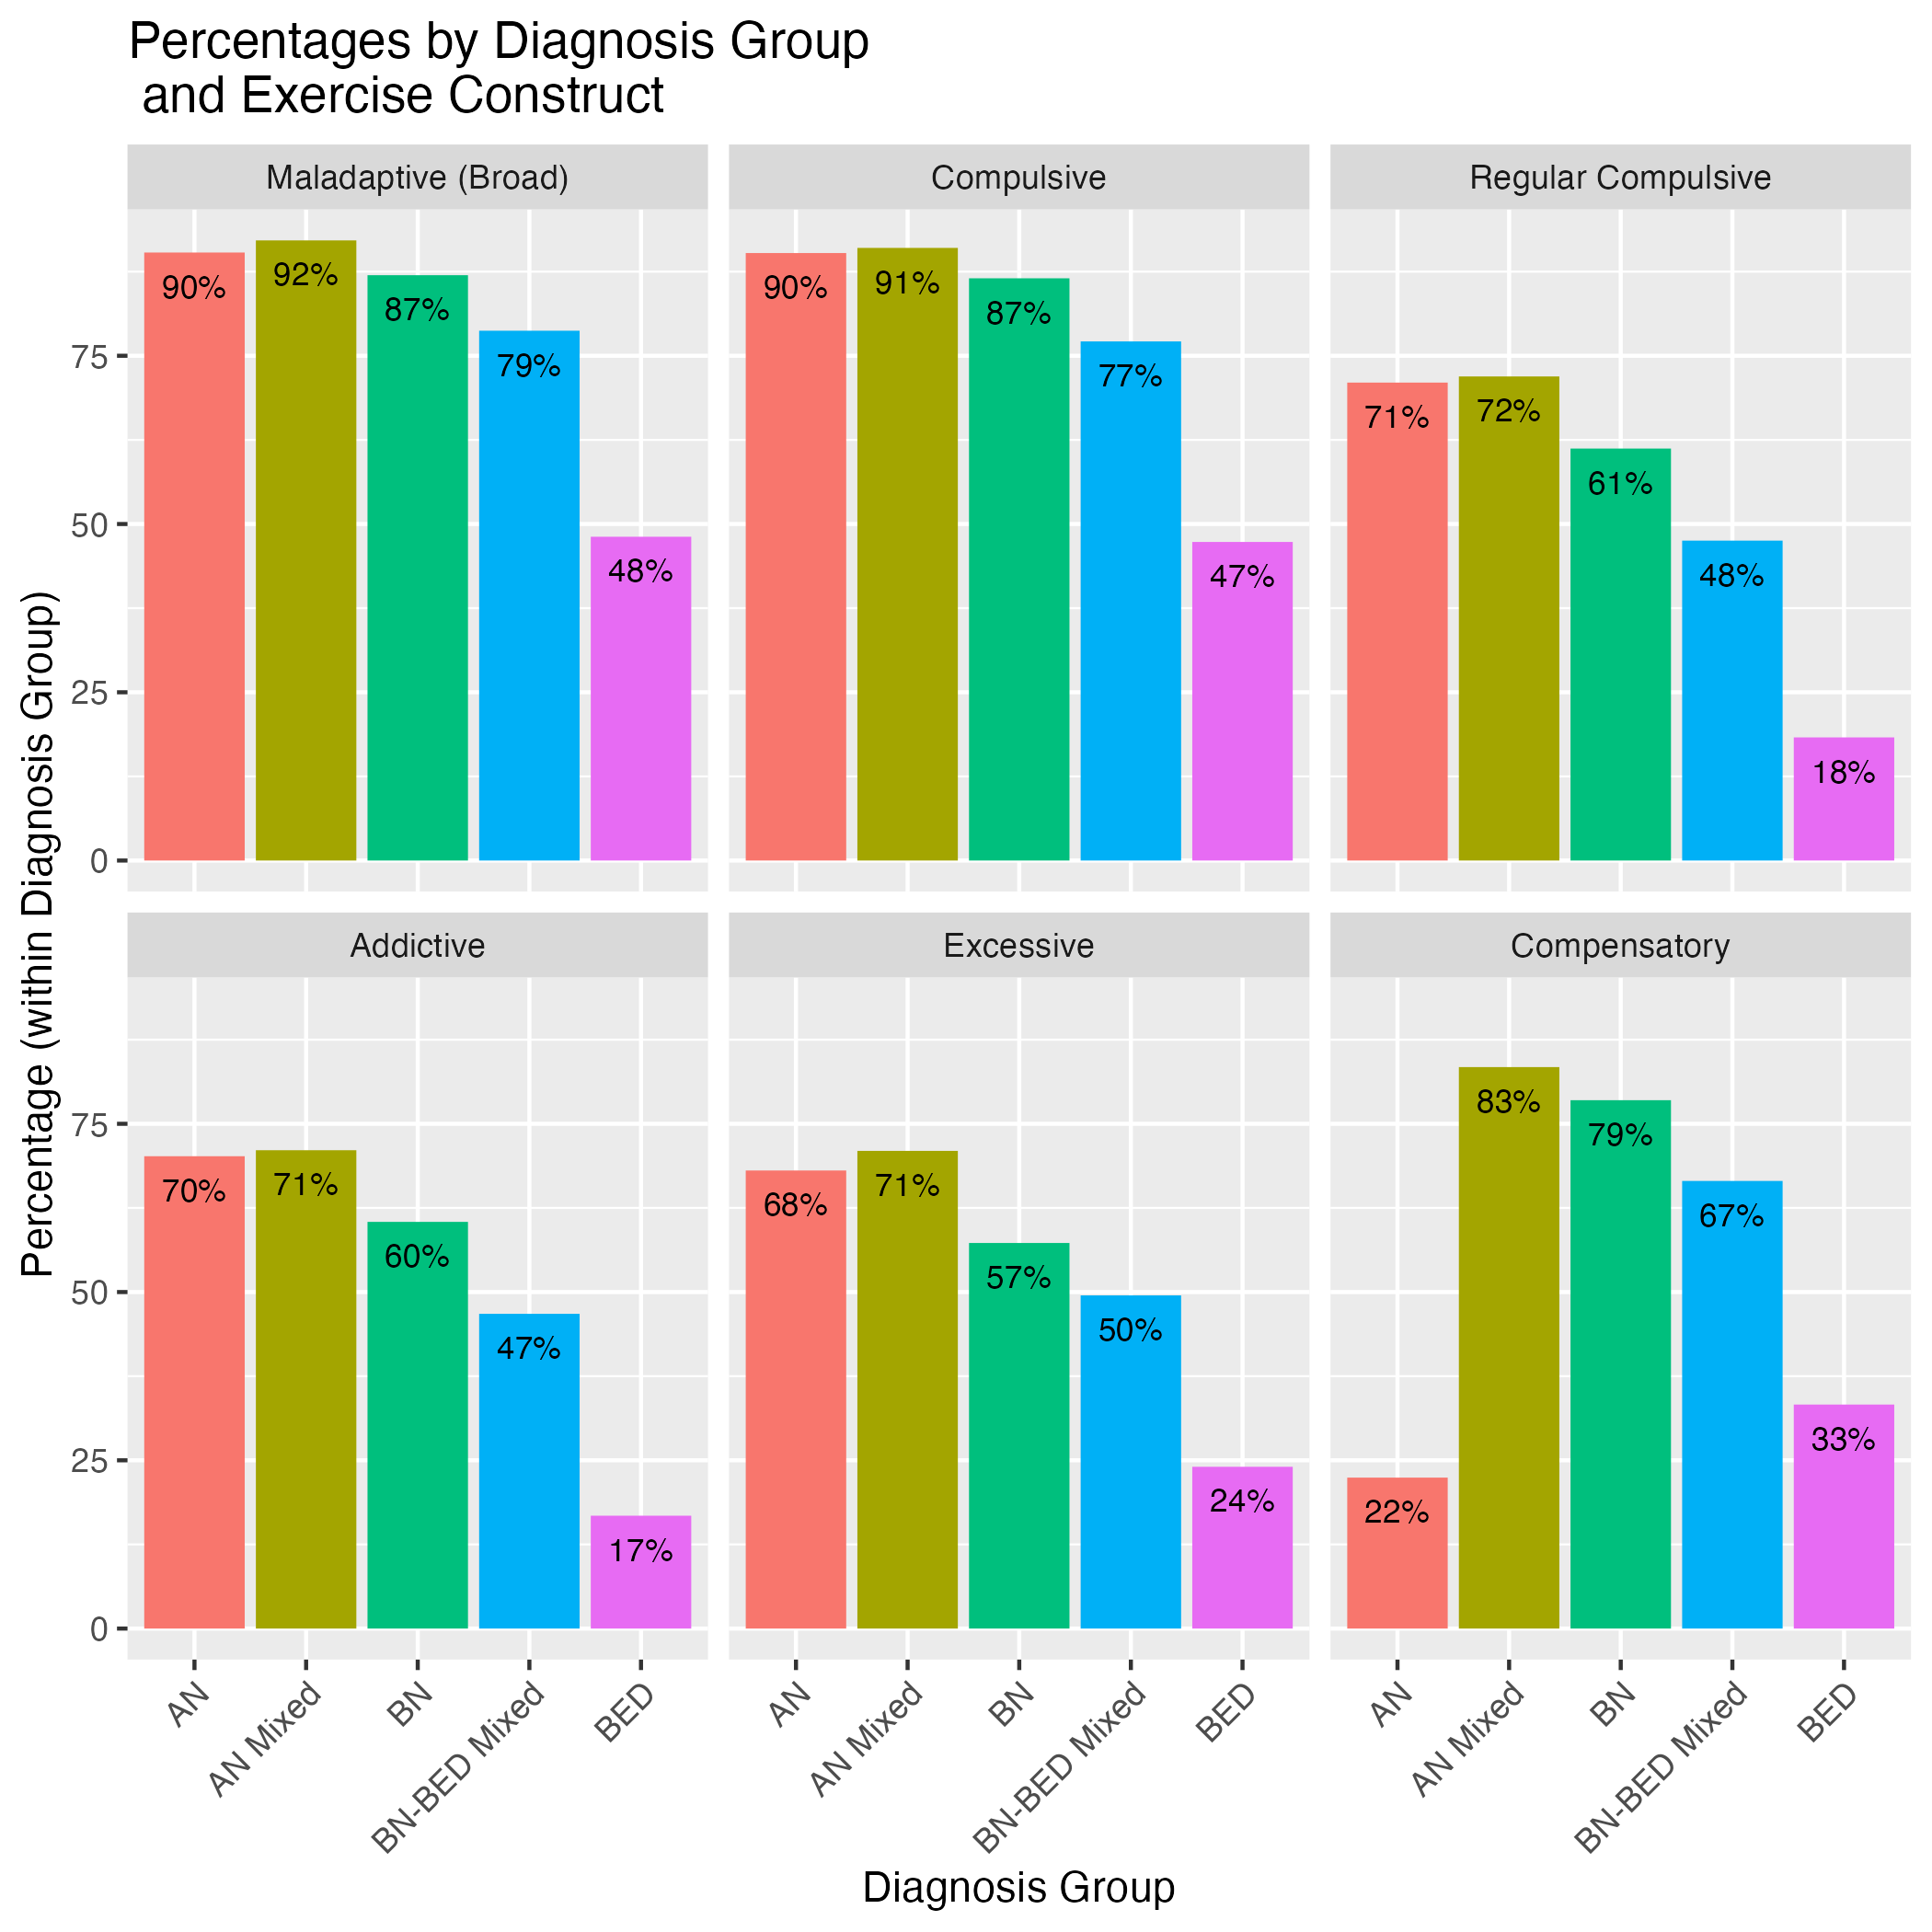 Percentages by Diagnosis Group
and Exercise Construct
Maladaptive (Broad)
Compulsive
Regular Compulsive
90%
92%
87%
79%
48%
90%
91%
87%
77%
47%
71%
72%
61%
48%
18%
75
50
25
0
Addictive
Excessive
Compensatory
70%
71%
60%
47%
17%
68%
71%
57%
50%
24%
22%
83%
79%
67%
33%
75
50
25
0
AN
AN Mixed
BN
BN-BED Mixed
BED
AN
AN Mixed
BN
BN-BED Mixed
BED
AN
AN Mixed
BN
BN-BED Mixed
BED
Diagnosis Group
Percentage (within Diagnosis Group)